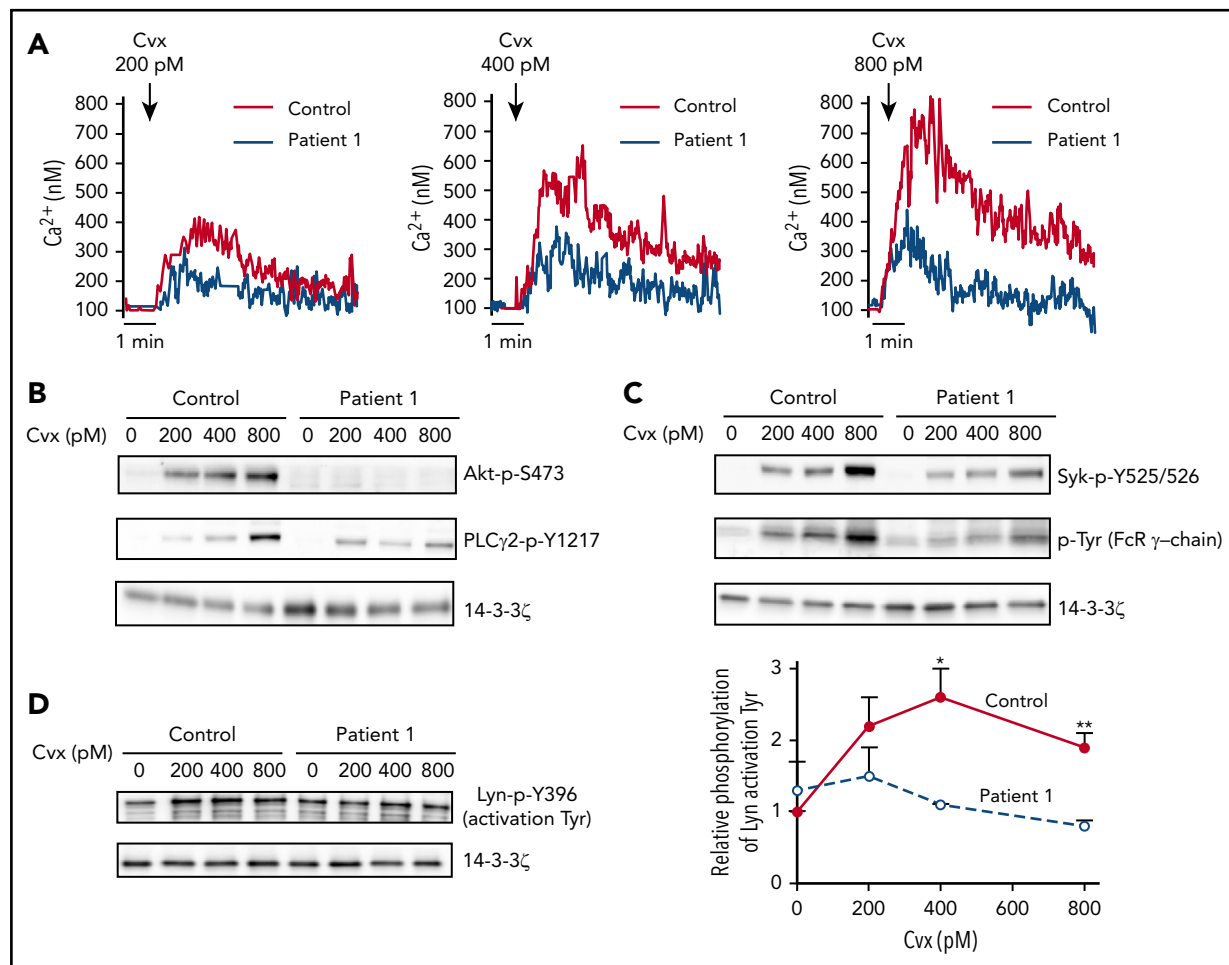 A
Cvx
200 pM
Control
Patient 1
Ca2+ (nM)
800
700
600
500
400
300
200
100
1 min
Cvx
400 pM
Control
Patient 1
Ca2+ (nM)
800
700
600
500
400
300
200
100
1 min
Cvx
800 pM
Control
Patient 1
Ca2+ (nM)
800
700
600
500
400
300
200
100
1 min
B
Control Patient 1
Cvx (pM) 0 200 400 800 0 200 400 800
Akt-p-S473
PLCγ2-p-Y1217
14-3-3ζ
C
Control Patient 1
Cvx (pM) 0 200 400 800 0 200 400 800
Syk-p-Y525/526
p-Tyr (FcR γ–chain)
14-3-3ζ
D
Control Patient 1
Cvx (pM) 0 200 400 800 0 200 400 800
Lyn-p-Y396
(activation Tyr)
14-3-3ζ
Relative phosphorylation
of Lyn activation Tyr
3
2
1
0
*
**
Control
Patient 1
0 200 400 600 800
Cvx (pM)